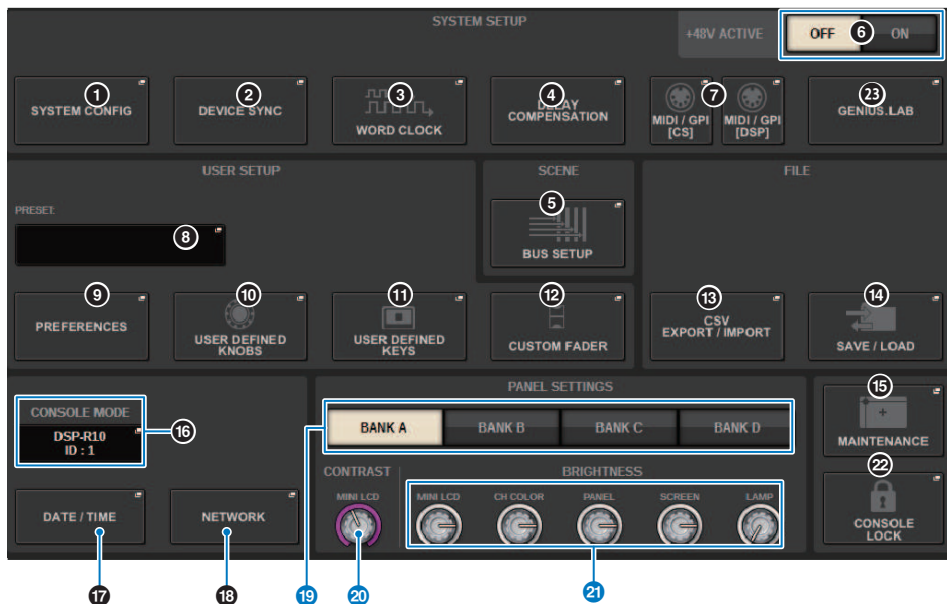 SYSTEM SETUP
+48V ACTIVE
OFF
6
ON
1
SYSTEM CONFIG
2
DEVICE SYNC
3
WORD CLOCK
4
DELAY
COMPENSATION
7
MIDI / GPI
[CS]
MIDI / GPI
[DSP]
23
GENIUS.LAB
USER SETUP
SCENE
FILE
PRESET:
8
5
BUS SETUP
9
PREFERENCES
10
USER DEFINED
KNOBS
11
USER DEFINED
KEYS
12
CUSTOM FADER
13
CSV
EXPORT / IMPORT
14
SAVE / LOAD
CONSOLE MODE
DSP-R10
ID : 1
16
PANEL SETTINGS
BANK A
BANK B
BANK C
BANK D
15
MAINTENANCE
CONTRAST
MINI LCD
BRIGHTNESS
MINI LCD
CH COLOR
PANEL
SCREEN
LAMP
22
CONSOLE
LOCK
DATE / TIME
NETWORK
17
18
19
20
21